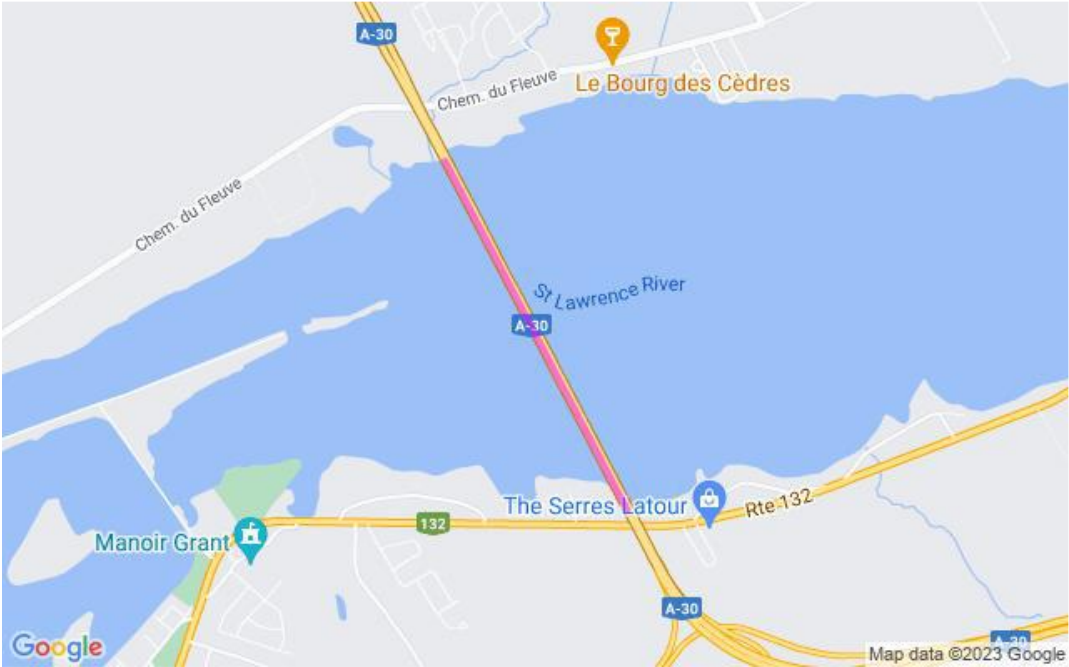 A-30
Le Bourg des Cèdres
Chem. du Fleuve
Chem. du Fleuve
St Lawrence River
A-30
The Serres Latour
Rte 132
132
Manoir Grant
A-30
A-30
Google
Map data ©2023 Google